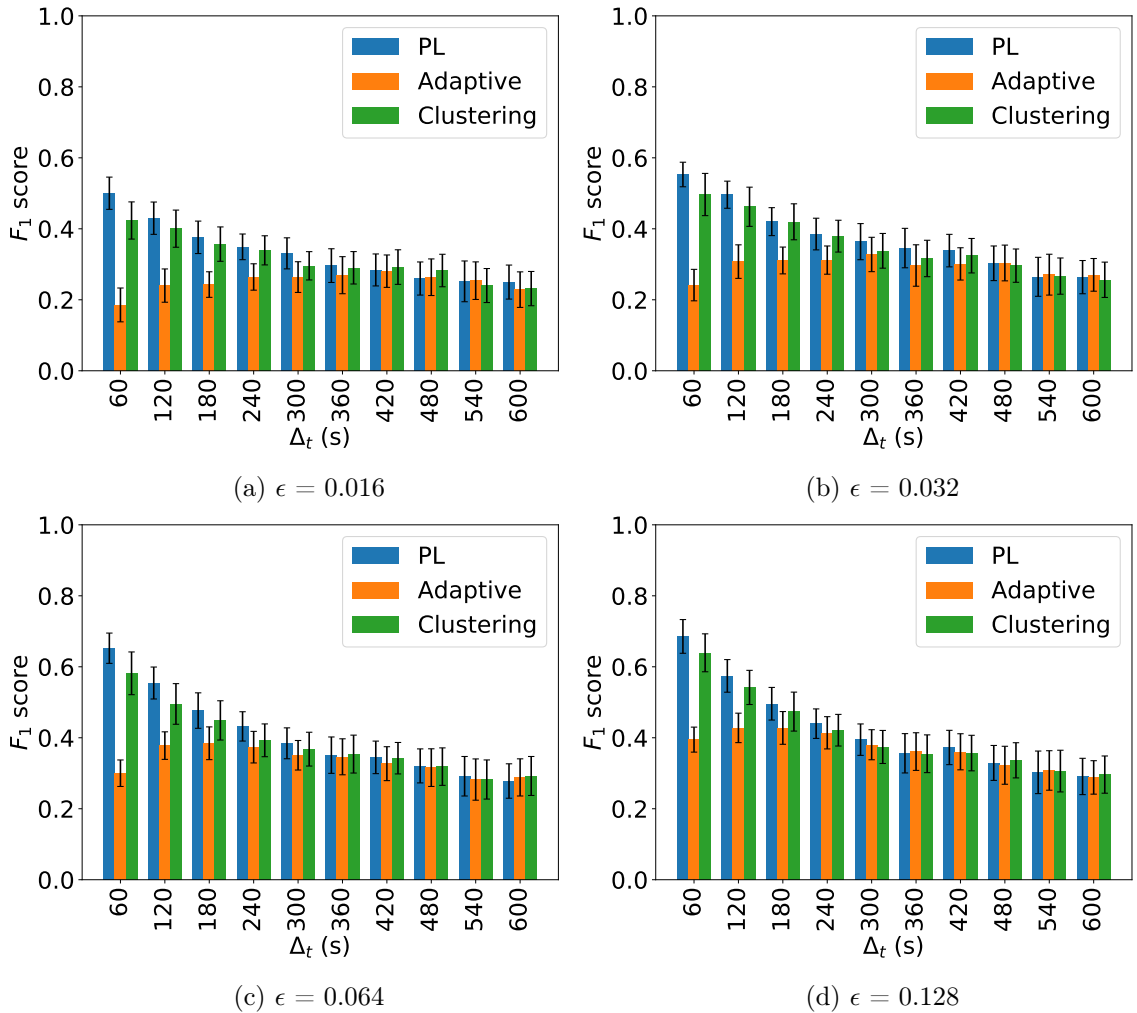 1.0
0.8
0.6
0.4
0.2
0.0
F₁ score
PL
Adaptive
Clustering
60 120 180 240 300 360 420 480 540 600
Δₜ (s)
(a) ϵ = 0.016
1.0
0.8
0.6
0.4
0.2
0.0
F₁ score
PL
Adaptive
Clustering
60 120 180 240 300 360 420 480 540 600
Δₜ (s)
(b) ϵ = 0.032
1.0
0.8
0.6
0.4
0.2
0.0
F₁ score
PL
Adaptive
Clustering
60 120 180 240 300 360 420 480 540 600
Δₜ (s)
(c) ϵ = 0.064
1.0
0.8
0.6
0.4
0.2
0.0
F₁ score
PL
Adaptive
Clustering
60 120 180 240 300 360 420 480 540 600
Δₜ (s)
(d) ϵ = 0.128